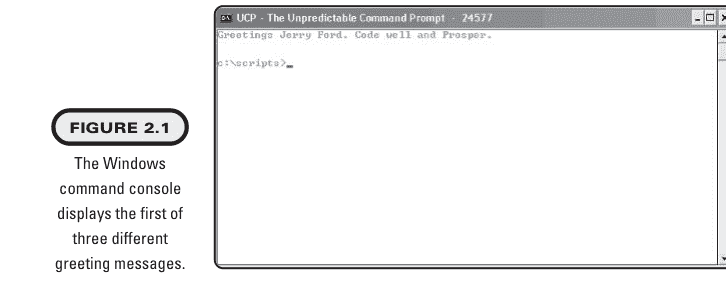 UCP - The Unpredictable Command Prompt - 24577
Greetings Jerry Ford. Code well and Prosper.
c:\scripts>_
FIGURE 2.1
The Windows
command console
displays the first of
three different
greeting messages.